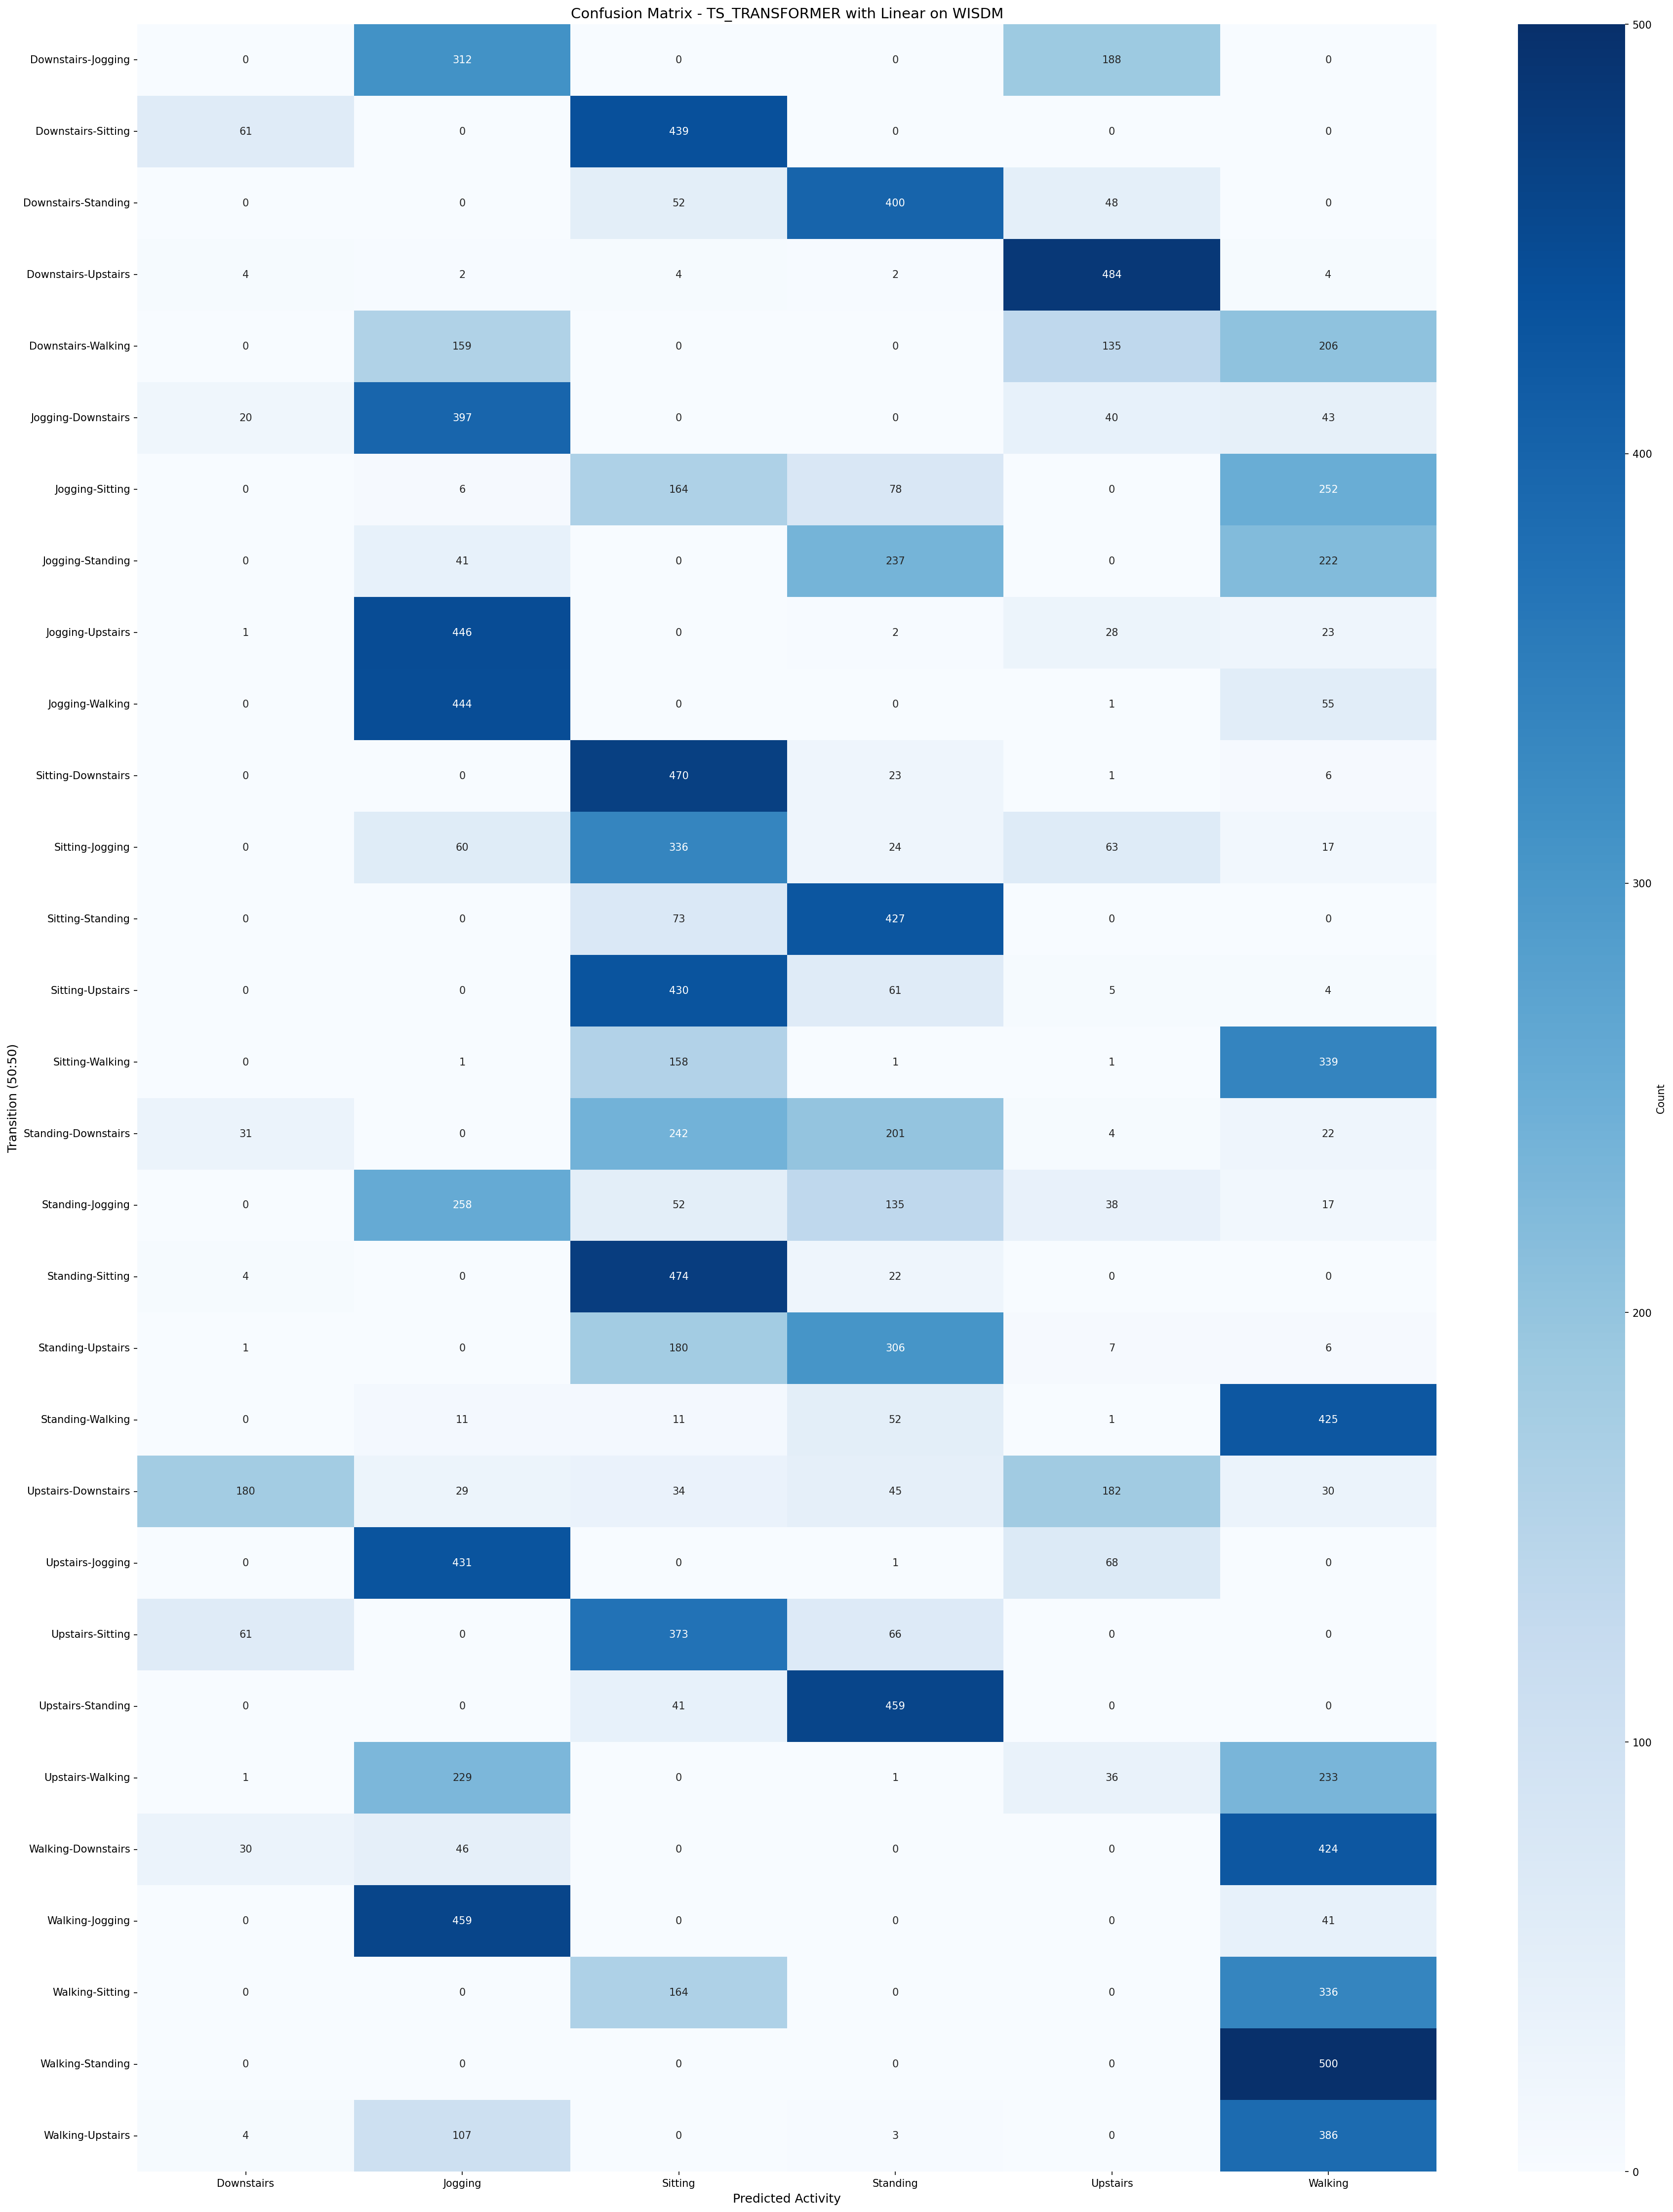 Confusion Matrix - TS_TRANSFORMER with Linear on WISDM
Transition (50:50)
Downstairs-Jogging 0 312 0 0 188 0
Downstairs-Sitting 61 0 439 0 0 0
Downstairs-Standing 0 0 52 400 48 0
Downstairs-Upstairs 4 2 4 2 484 4
Downstairs-Walking 0 159 0 0 135 206
Jogging-Downstairs 20 397 0 0 40 43
Jogging-Sitting 0 6 164 78 0 252
Jogging-Standing 0 41 0 237 0 222
Jogging-Upstairs 1 446 0 2 28 23
Jogging-Walking 0 444 0 0 1 55
Sitting-Downstairs 0 0 470 23 1 6
Sitting-Jogging 0 60 336 24 63 17
Sitting-Standing 0 0 73 427 0 0
Sitting-Upstairs 0 0 430 61 5 4
Sitting-Walking 0 1 158 1 1 339
Standing-Downstairs 31 0 242 201 4 22
Standing-Jogging 0 258 52 135 38 17
Standing-Sitting 4 0 474 22 0 0
Standing-Upstairs 1 0 180 306 7 6
Standing-Walking 0 11 11 52 1 425
Upstairs-Downstairs 180 29 34 45 182 30
Upstairs-Jogging 0 431 0 1 68 0
Upstairs-Sitting 61 0 373 66 0 0
Upstairs-Standing 0 0 41 459 0 0
Upstairs-Walking 1 229 0 1 36 233
Walking-Downstairs 30 46 0 0 0 424
Walking-Jogging 0 459 0 0 0 41
Walking-Sitting 0 0 164 0 0 336
Walking-Standing 0 0 0 0 0 500
Walking-Upstairs 4 107 0 3 0 386
Downstairs Jogging Sitting Standing Upstairs Walking
Predicted Activity
500
400
300
200
100
0
Count